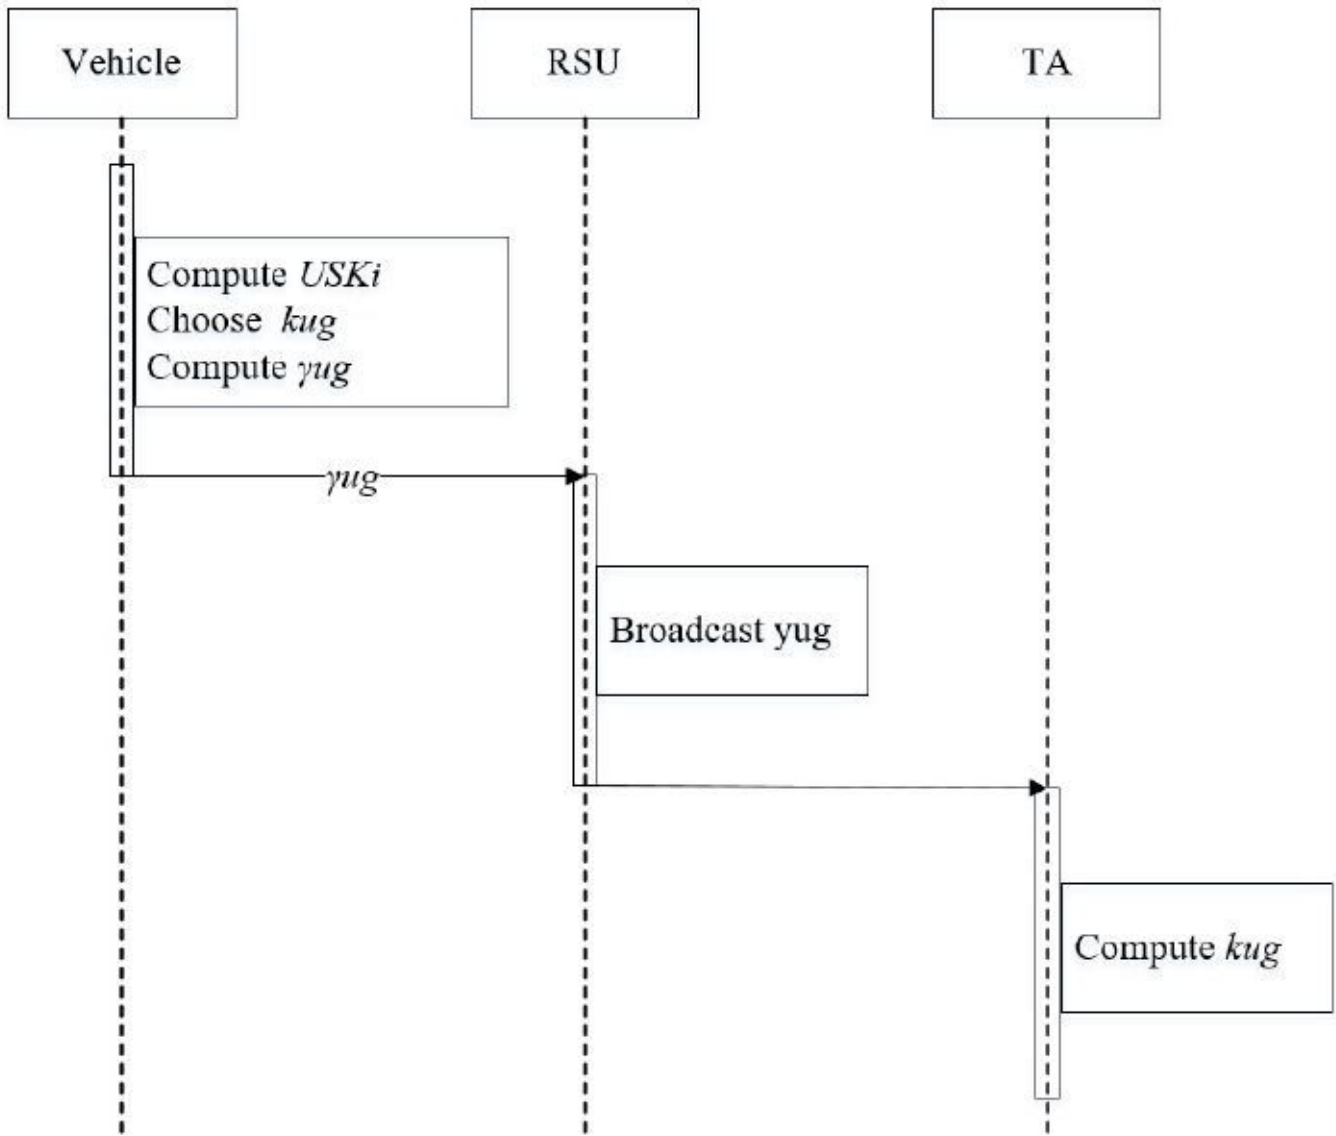 Vehicle
RSU
TA
Compute USKi
Choose kug
Compute γug
γug
Broadcast yug
Compute kug